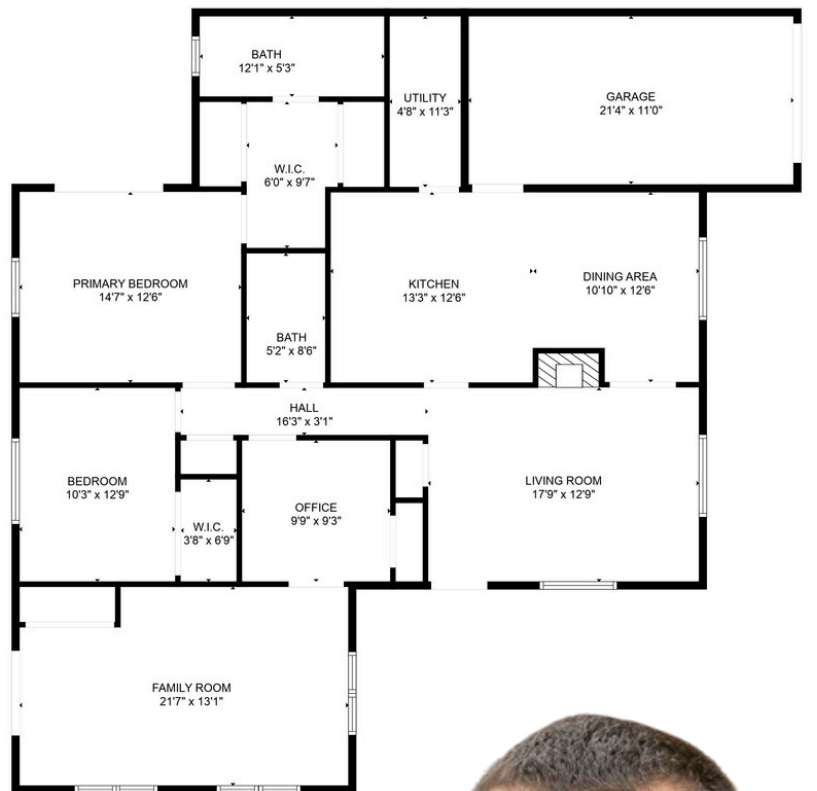 BATH
12'1" x 5'3"
UTILITY
4'8" x 11'3"
GARAGE
21'4" x 11'0"
W.I.C.
6'0" x 9'7"
PRIMARY BEDROOM
14'7" x 12'6"
KITCHEN
13'3" x 12'6"
DINING AREA
10'10" x 12'6"
BATH
5'2" x 8'6"
HALL
16'3" x 3'1"
BEDROOM
10'3" x 12'9"
W.I.C.
3'8" x 6'9"
OFFICE
9'9" x 9'3"
LIVING ROOM
17'9" x 12'9"
FAMILY ROOM
21'7" x 13'1"